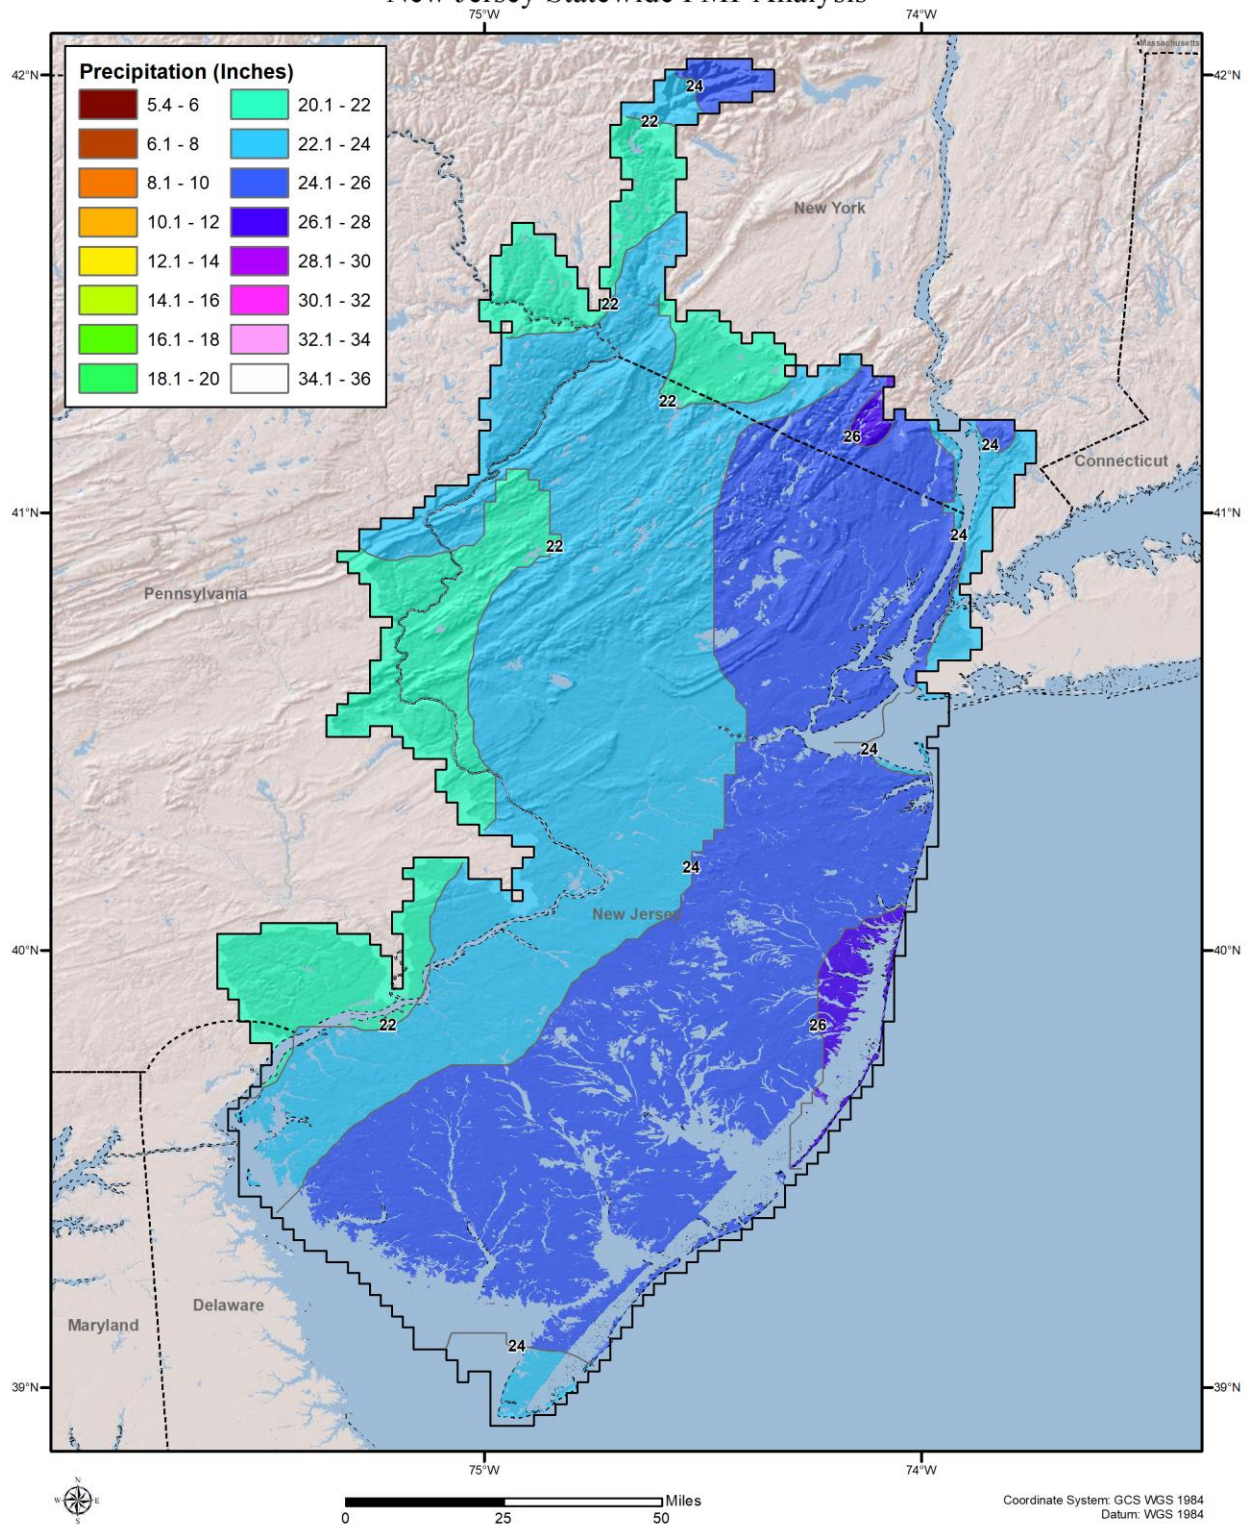 New Jersey Statewide PMP Analysis
75°W 74°W
Massachusetts
42°N 42°N
Precipitation (Inches)
5.4 - 6 20.1 - 22
6.1 - 8 22.1 - 24
8.1 - 10 24.1 - 26
10.1 - 12 26.1 - 28
12.1 - 14 28.1 - 30
14.1 - 16 30.1 - 32
16.1 - 18 32.1 - 34
18.1 - 20 34.1 - 36
24
22
New York
22
22
26
24
Connecticut
41°N 41°N
24
22
Pennsylvania
24
24
New Jersey
40°N 40°N
22
26
Delaware
Maryland
24
39°N 39°N
75°W 74°W
N
W E
S
Miles
0 25 50
Coordinate System: GCS WGS 1984
Datum: WGS 1984